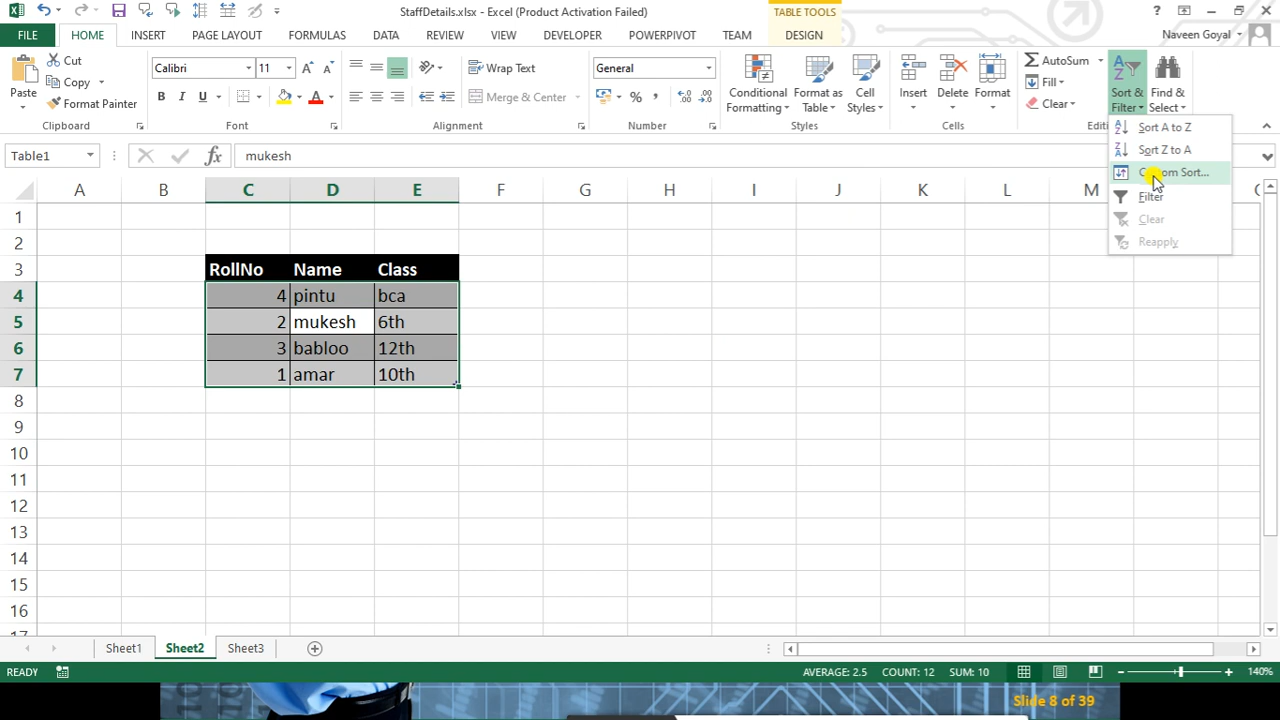 StaffDetails.xlsx - Excel (Product Activation Failed)
TABLE TOOLS
FILE HOME INSERT PAGE LAYOUT FORMULAS DATA REVIEW VIEW DEVELOPER POWERPIVOT TEAM DESIGN
Naveen Goyal
Paste
Cut
Copy
Format Painter
Clipboard
Calibri 11
B I U
Font
Wrap Text
Merge & Center
Alignment
General
Number
Conditional Formatting
Format as Table
Cell Styles
Styles
Insert
Delete
Format
Cells
AutoSum
Fill
Clear
Sort & Filter
Find & Select
Sort A to Z
Sort Z to A
Sort...
Filter
Clear
Reapply
Table1
fx
mukesh
A B C D E F G H I J K L M
1
2
3 RollNo Name Class
4 4 pintu bca
5 2 mukesh 6th
6 3 babloo 12th
7 1 amar 10th
8
9
10
11
12
13
14
15
16
Sheet1 Sheet2 Sheet3
READY
AVERAGE: 2.5 COUNT: 12 SUM: 10
140%
Slide 8 of 39